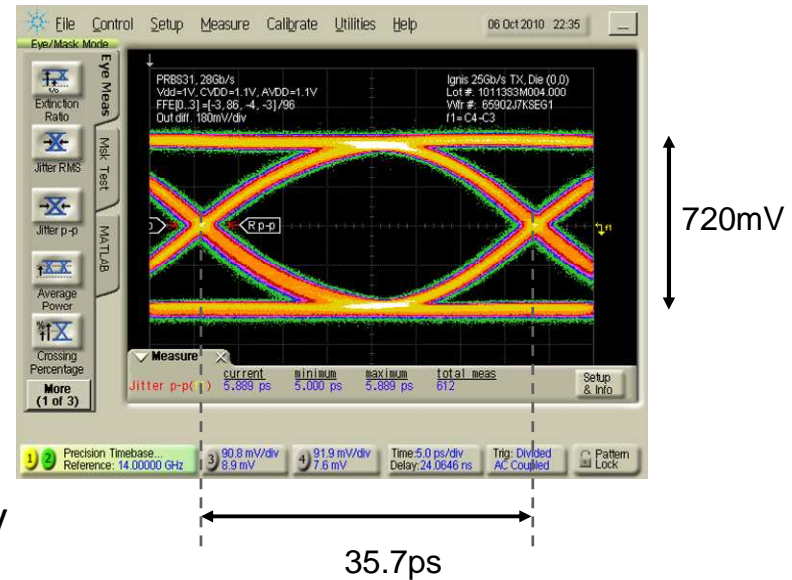 File Control Setup Measure Calibrate Utilities Help 06 Oct 2010 22:35
Eye/Mask Mode
Extinction
Ratio
Jitter RMS
Jitter p-p
Average
Power
Crossing
Percentage
More
(1 of 3)
Eye Meas
Msk Test
MATLAB
PRBS31, 28Gb/s
Vdd=1V, CVDD=1.1V, AVDD=1.1V
FFE[0..3] =[-3, 86, -4, -3] /96
Out diff. 180mV/div
Ignis 25Gb/s TX, Die (0,0)
Lot #: 1011393M004.000
Wfr #: 65902J7KSEG1
f1= C4-C3
R p-p
f1
720mV
Measure
current minimum maximum total meas
Jitter p-p( ) 5.889 ps 5.000 ps 5.889 ps 612
Setup
& Info
1 2 Precision Timebase...
Reference: 14.00000 GHz
3 90.8 mV/div
8.9 mV
4 91.9 mV/div
7.6 mV
Time:5.0 ps/div
Delay:24.0646 ns
Trig: Divided
AC Coupled
Pattern
Lock
35.7ps